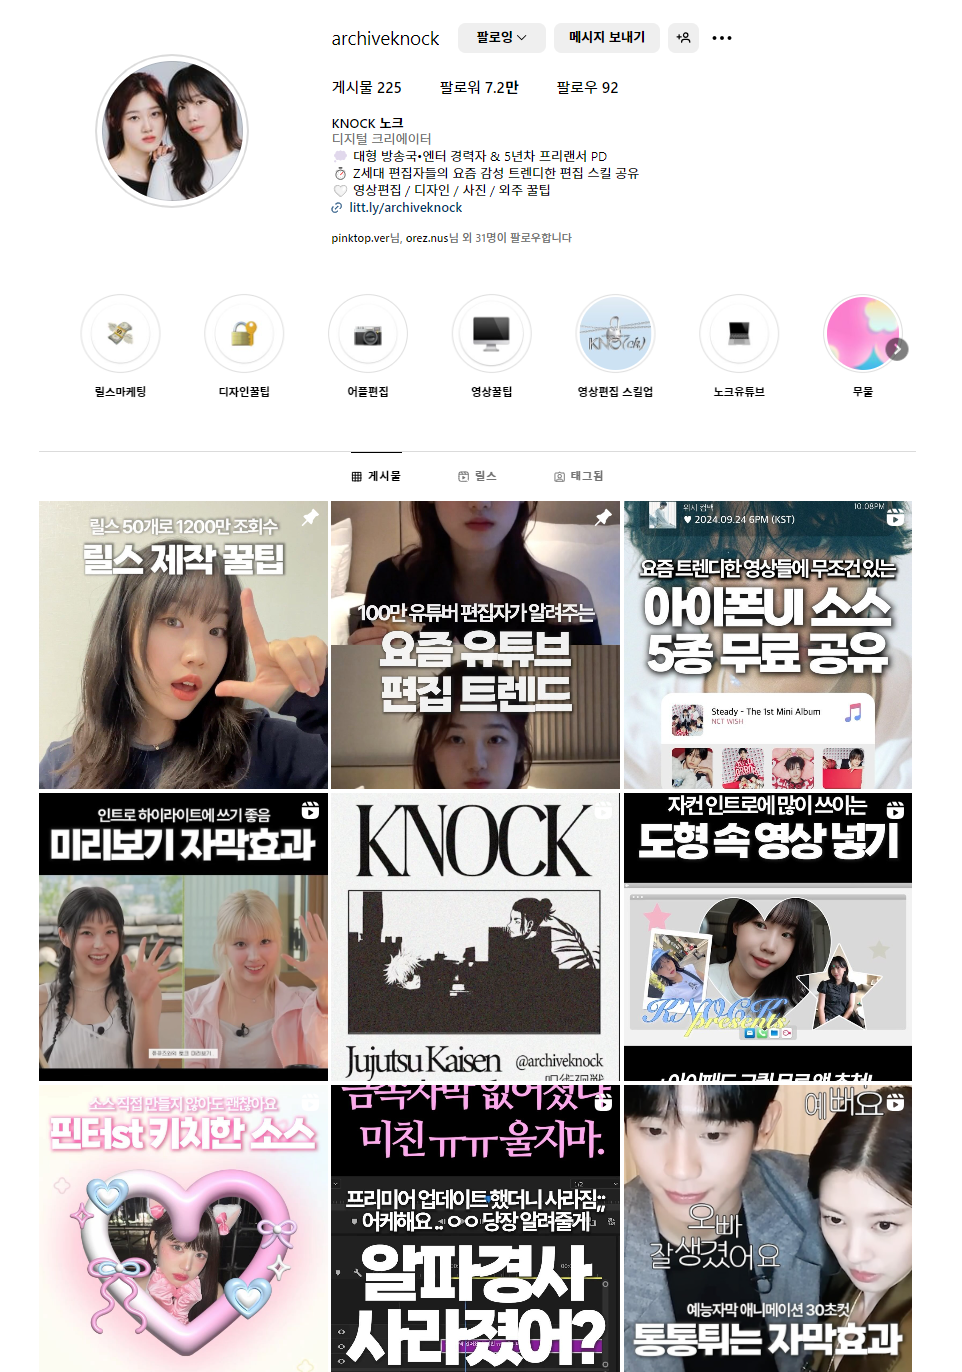 archiveknock 팔로잉 메시지 보내기
게시물 225 팔로워 7.2만 팔로우 92
KNOCK 노크
디지털 크리에이터
대형 방송국•엔터 경력자 & 5년차 프리랜서 PD
Z세대 편집자들의 요즘 감성 트렌디한 편집 스킬 공유
영상편집 / 디자인 / 사진 / 외주 꿀팁
litt.ly/archiveknock
pinktop.ver님, orez.nus님 외 31명이 팔로우합니다
KNO(ck)
릴스마케팅 디자인꿀팁 어플편집 영상꿀팁 영상편집 스킬업 노크유튜브 무물
게시물 릴스 태그됨
릴스 50개로 1200만 조회수
릴스 제작 꿀팁
100만 유튜버 편집자가 알려주는
요즘 유튜브
편집 트렌드
위시 컴백 10:08PM
♥ 2024.09.24 6PM (KST)
요즘 트렌디한 영상들에 무조건 있는
아이폰UI 소스
5종 무료 공유
Steady - The 1st Mini Album
NCT WISH
인트로 하이라이트에 쓰기 좋음
미리보기 자막효과
KNOCK
Jujutsu Kaisen @archiveknock
자컨 인트로에 많이 쓰이는
도형 속 영상 넣기
KNOCK
presents
소스 직접 만들지 않아도 괜찮아요
핀터st 키치한 소스
금속자막 없어졌다
미친 ㅠㅠ 울지마.
프리미어 업데이트 했더니 사라짐;;
어케해요.. ㅇㅇ 당장 알려줄게
알파경사
사라졌어?
예뻐요
오빠
잘생겼어요
예능자막 애니메이션 30초컷
통통튀는 자막효과